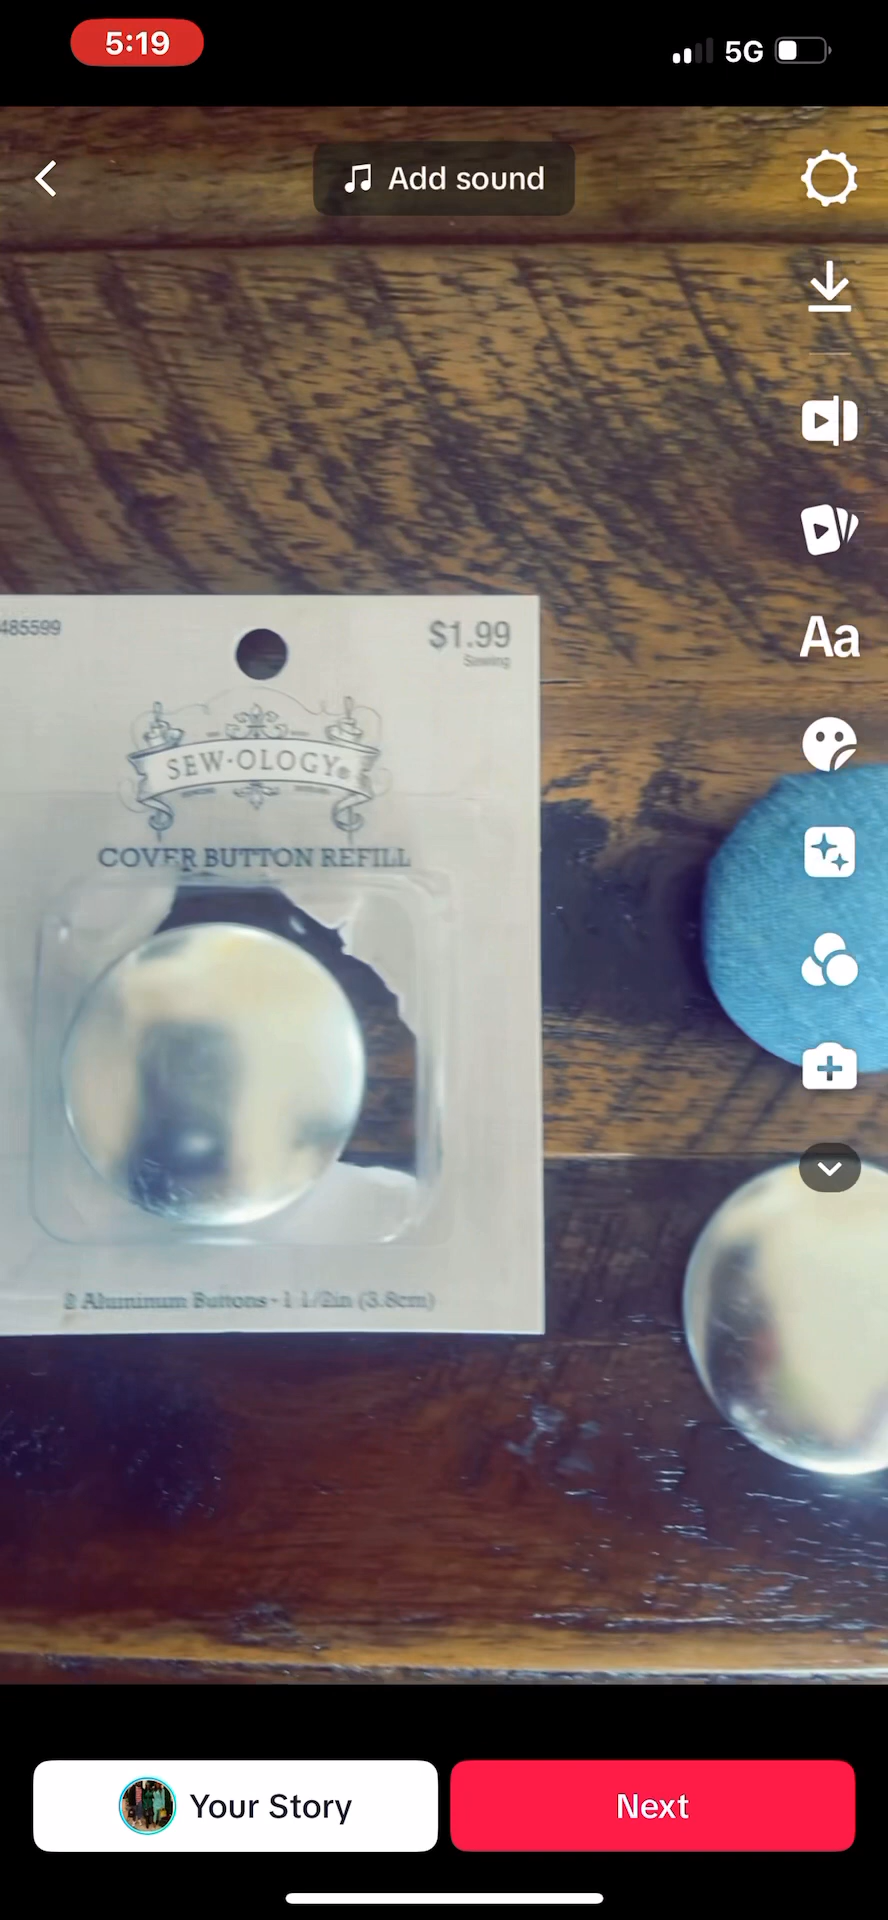 5:19
5G
Add sound
485599
$1.99
Sewing
SEW·OLOGY®
COVER BUTTON REFILL
2 Aluminum Buttons - 1 1/2in (3.8cm)
Aa
Your Story
Next